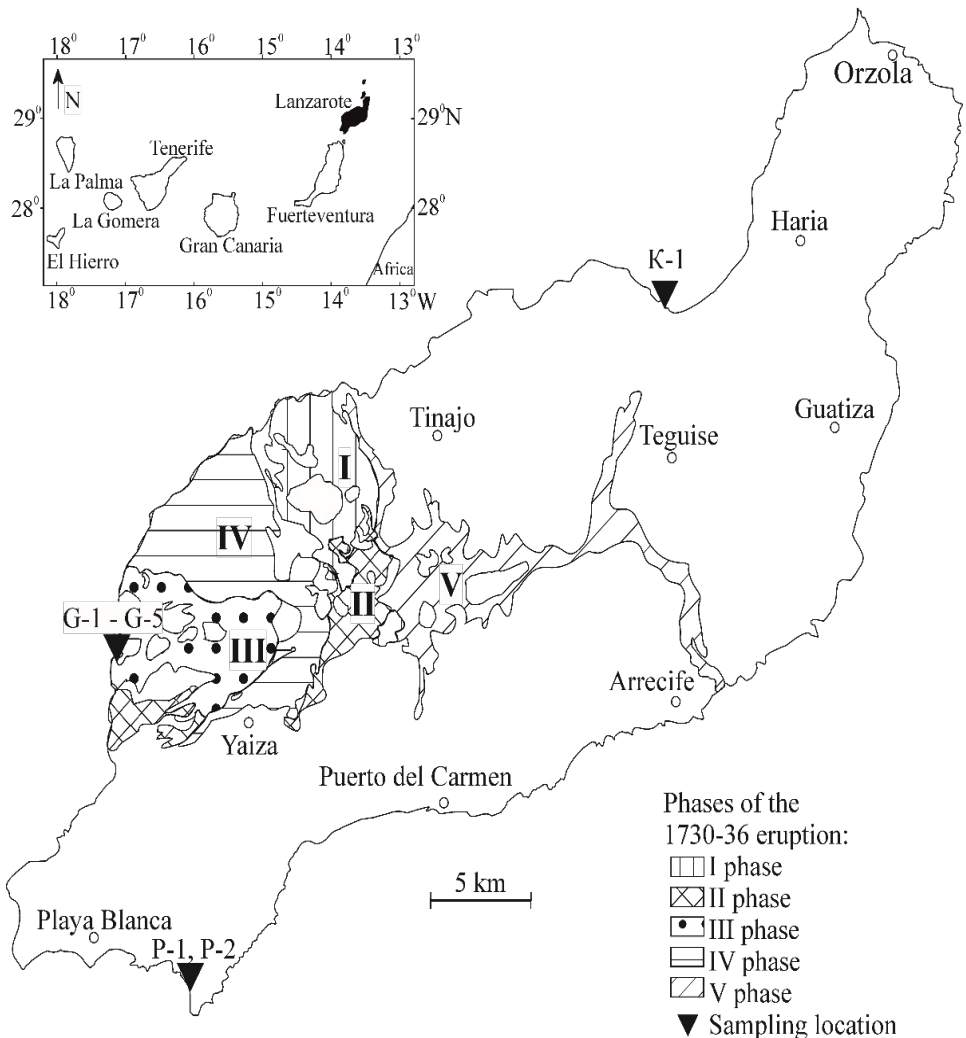 18⁰ 17⁰ 16⁰ 15⁰ 14⁰ 13⁰
N
Lanzarote
29⁰
29⁰N
Tenerife
La Palma
La Gomera
28⁰
28⁰
Fuerteventura
Gran Canaria
El Hierro
Africa
18⁰ 17⁰ 16⁰ 15⁰ 14⁰ 13⁰W
Orzola
Haria
K-1
Tinajo
Guatiza
Teguise
I
IV
II
V
G-1 - G-5
III
Arrecife
Yaiza
Puerto del Carmen
5 km
Playa Blanca
P-1, P-2
Phases of the
1730-36 eruption:
I phase
II phase
III phase
IV phase
V phase
Sampling location